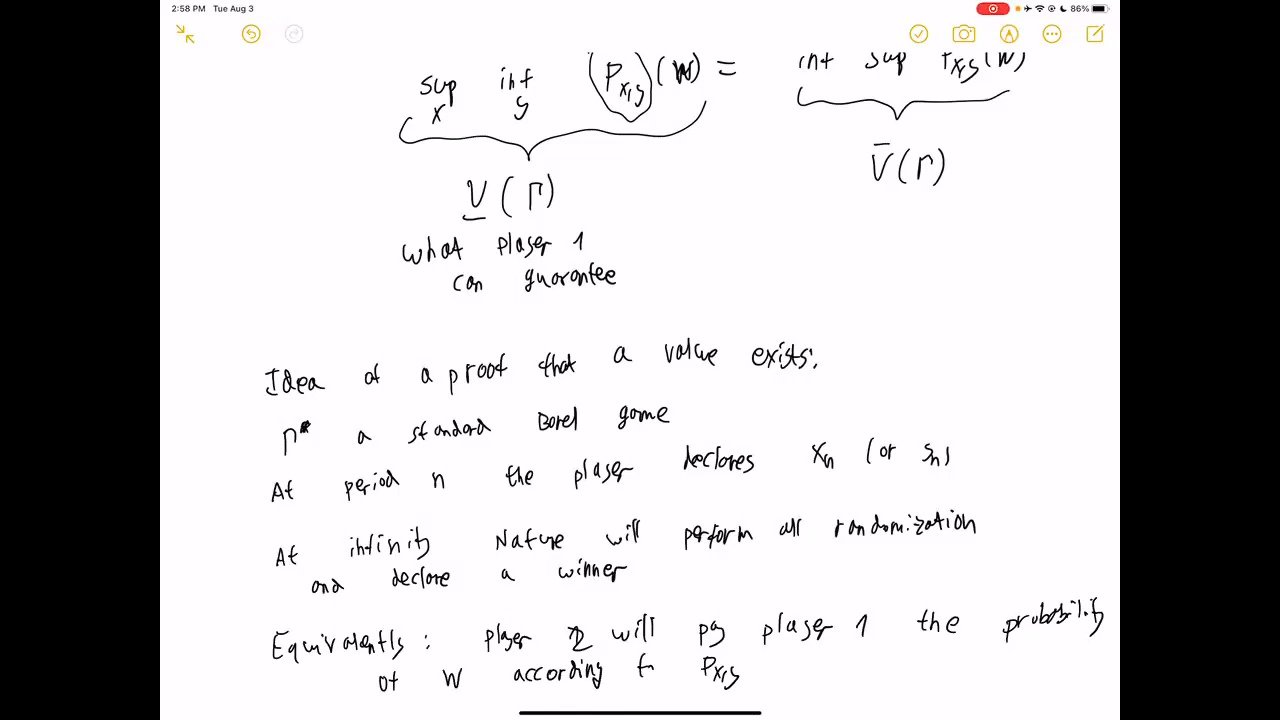 2:58 PM Tue Aug 3 86%
sup inf (P_{x,y})(W) = inf sup P_{x,y}(W)
x y
V(Γ) V̄(Γ)
what player 1
can guarantee
Idea of a proof that a value exists:
Γ* a standard Borel game
At period n the player declares x_n (or s_n)
At infinity Nature will perform all randomization
and declare a winner
Equivalently: player 2 will pay player 1 the probability
of W according to P_{x,y}